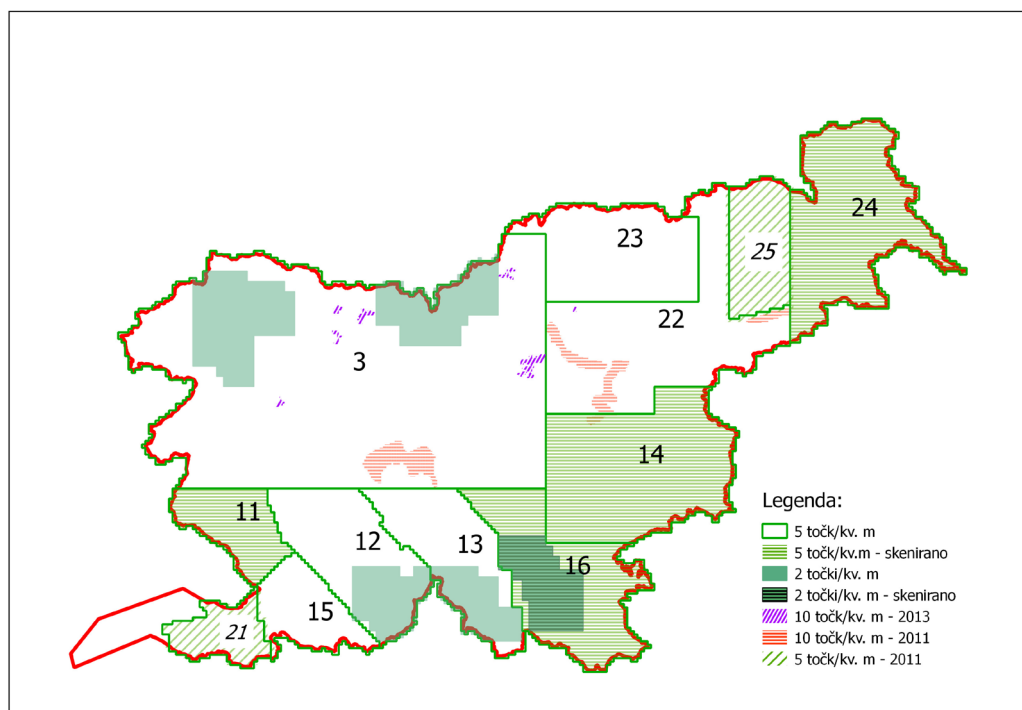 24
23
25
22
3
14
11
12
13
16
15
21
Legenda:
5 točk/kv. m
5 točk/kv.m - skenirano
2 točki/kv. m
2 točki/kv. m - skenirano
10 točk/kv. m - 2013
10 točk/kv. m - 2011
5 točk/kv. m - 2011